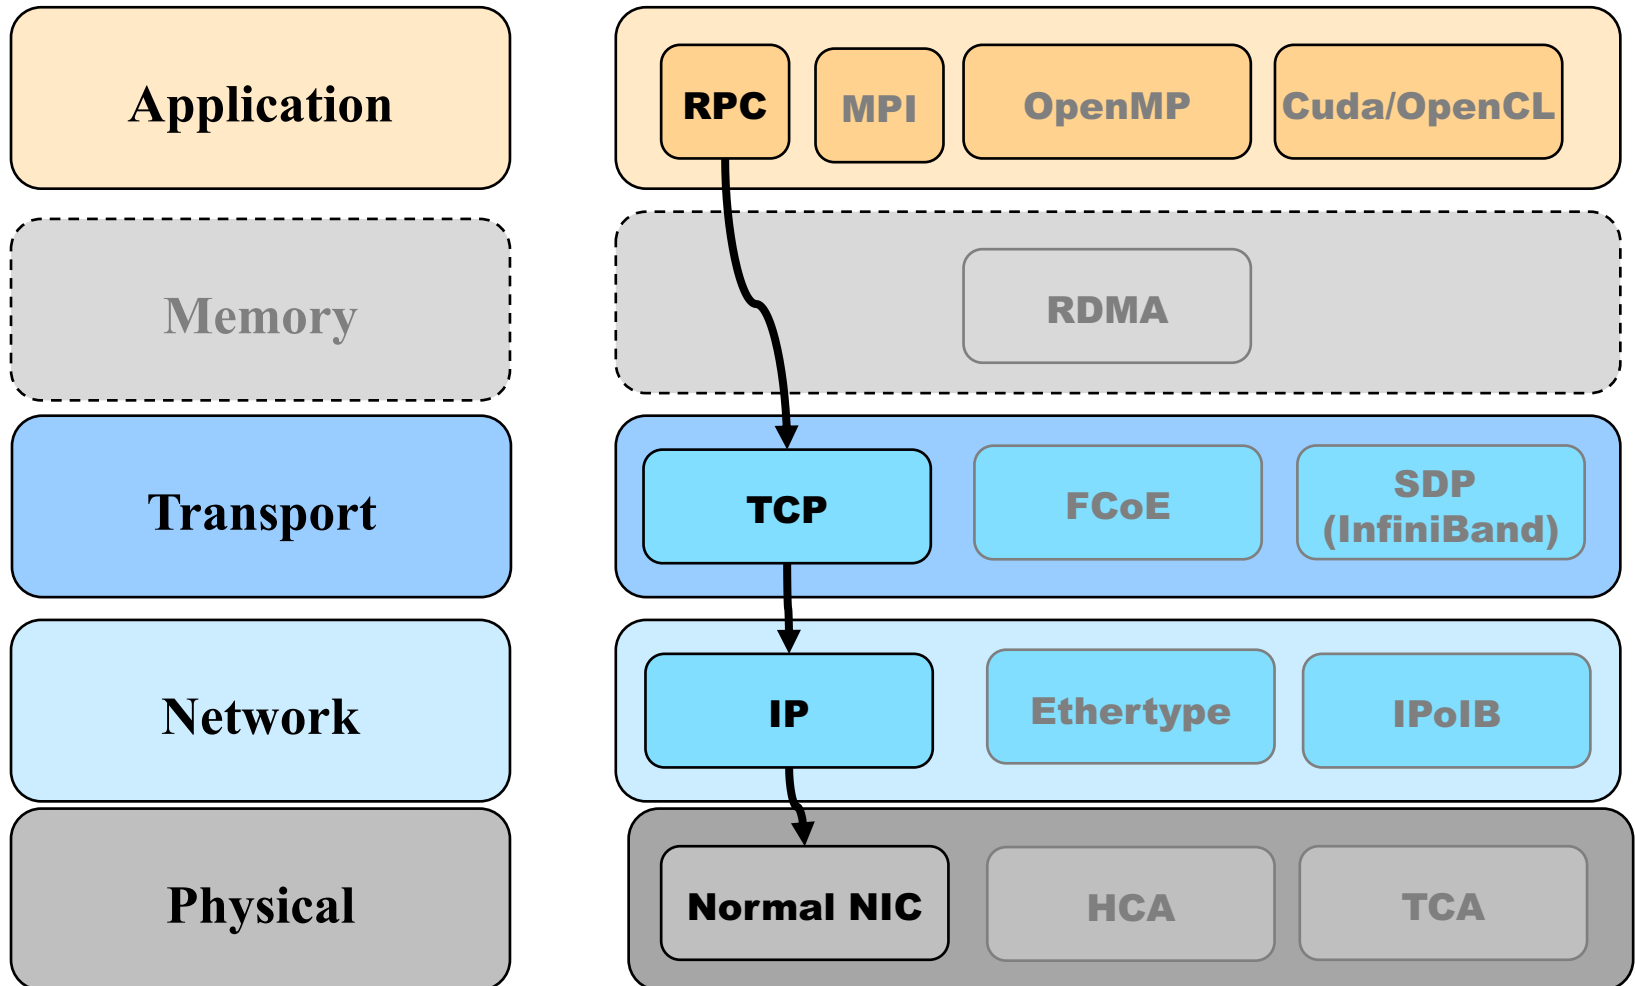 Application
RPC
MPI
OpenMP
Cuda/OpenCL
Memory
RDMA
Transport
TCP
FCoE
SDP
(InfiniBand)
Network
IP
Ethertype
IPoIB
Physical
Normal NIC
HCA
TCA